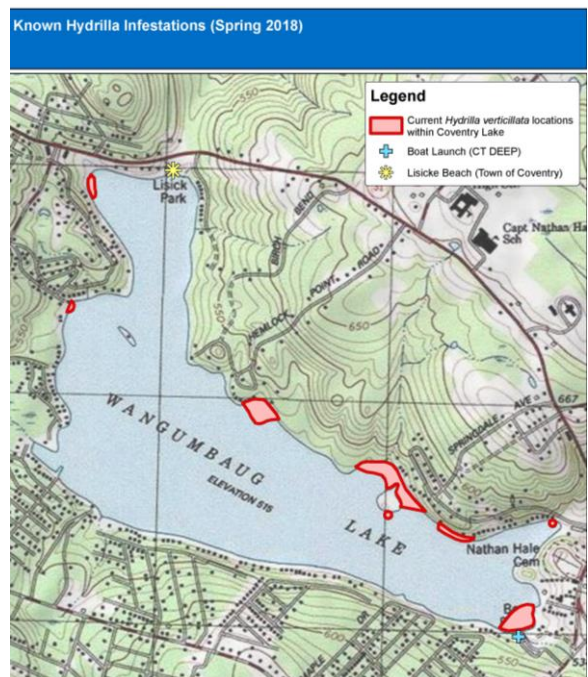 Known Hydrilla Infestations (Spring 2018)
Legend
Current Hydrilla verticillata locations
within Coventry Lake
Boat Launch (CT DEEP)
Lisicke Beach (Town of Coventry)
550
Lisick
Park
BIRCH BEND
Capt Nathan Ha
Sch
HEMLOCK POINT ROAD
550
650
667
SPRINGDALE AVE
WANGUMBAUG
ELEVATION 515
LAKE
Nathan Hale
Cem
600
53